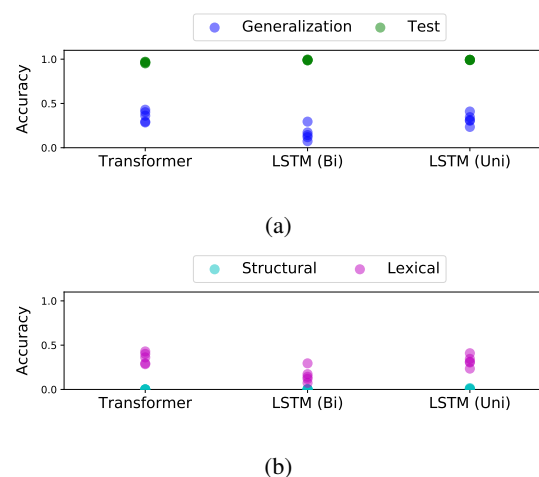 Generalization Test
1.0
0.5
0.0
Accuracy
Transformer LSTM (Bi) LSTM (Uni)
(a)
Structural Lexical
1.0
0.5
0.0
Accuracy
Transformer LSTM (Bi) LSTM (Uni)
(b)